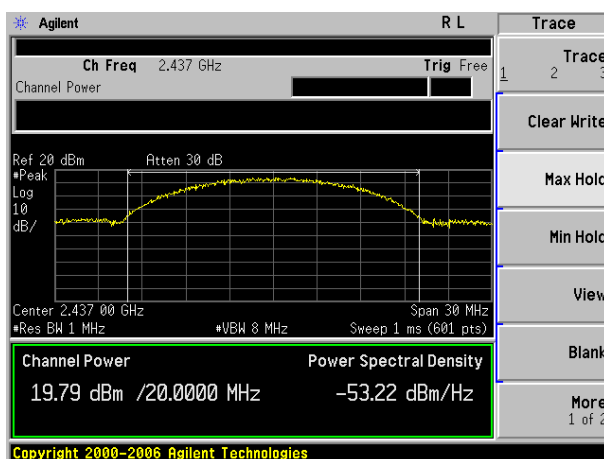 Agilent R L Trace
Ch Freq 2.437 GHz Trig Free
Channel Power
Trace
1 2 3
Clear Write
Max Hold
Min Hold
View
Blank
More
1 of 2
Ref 20 dBm Atten 30 dB
#Peak
Log
10
dB/
Center 2.437 00 GHz Span 30 MHz
#Res BW 1 MHz #VBW 8 MHz Sweep 1 ms (601 pts)
Channel Power Power Spectral Density
19.79 dBm /20.0000 MHz -53.22 dBm/Hz
Copyright 2000-2006 Agilent Technologies